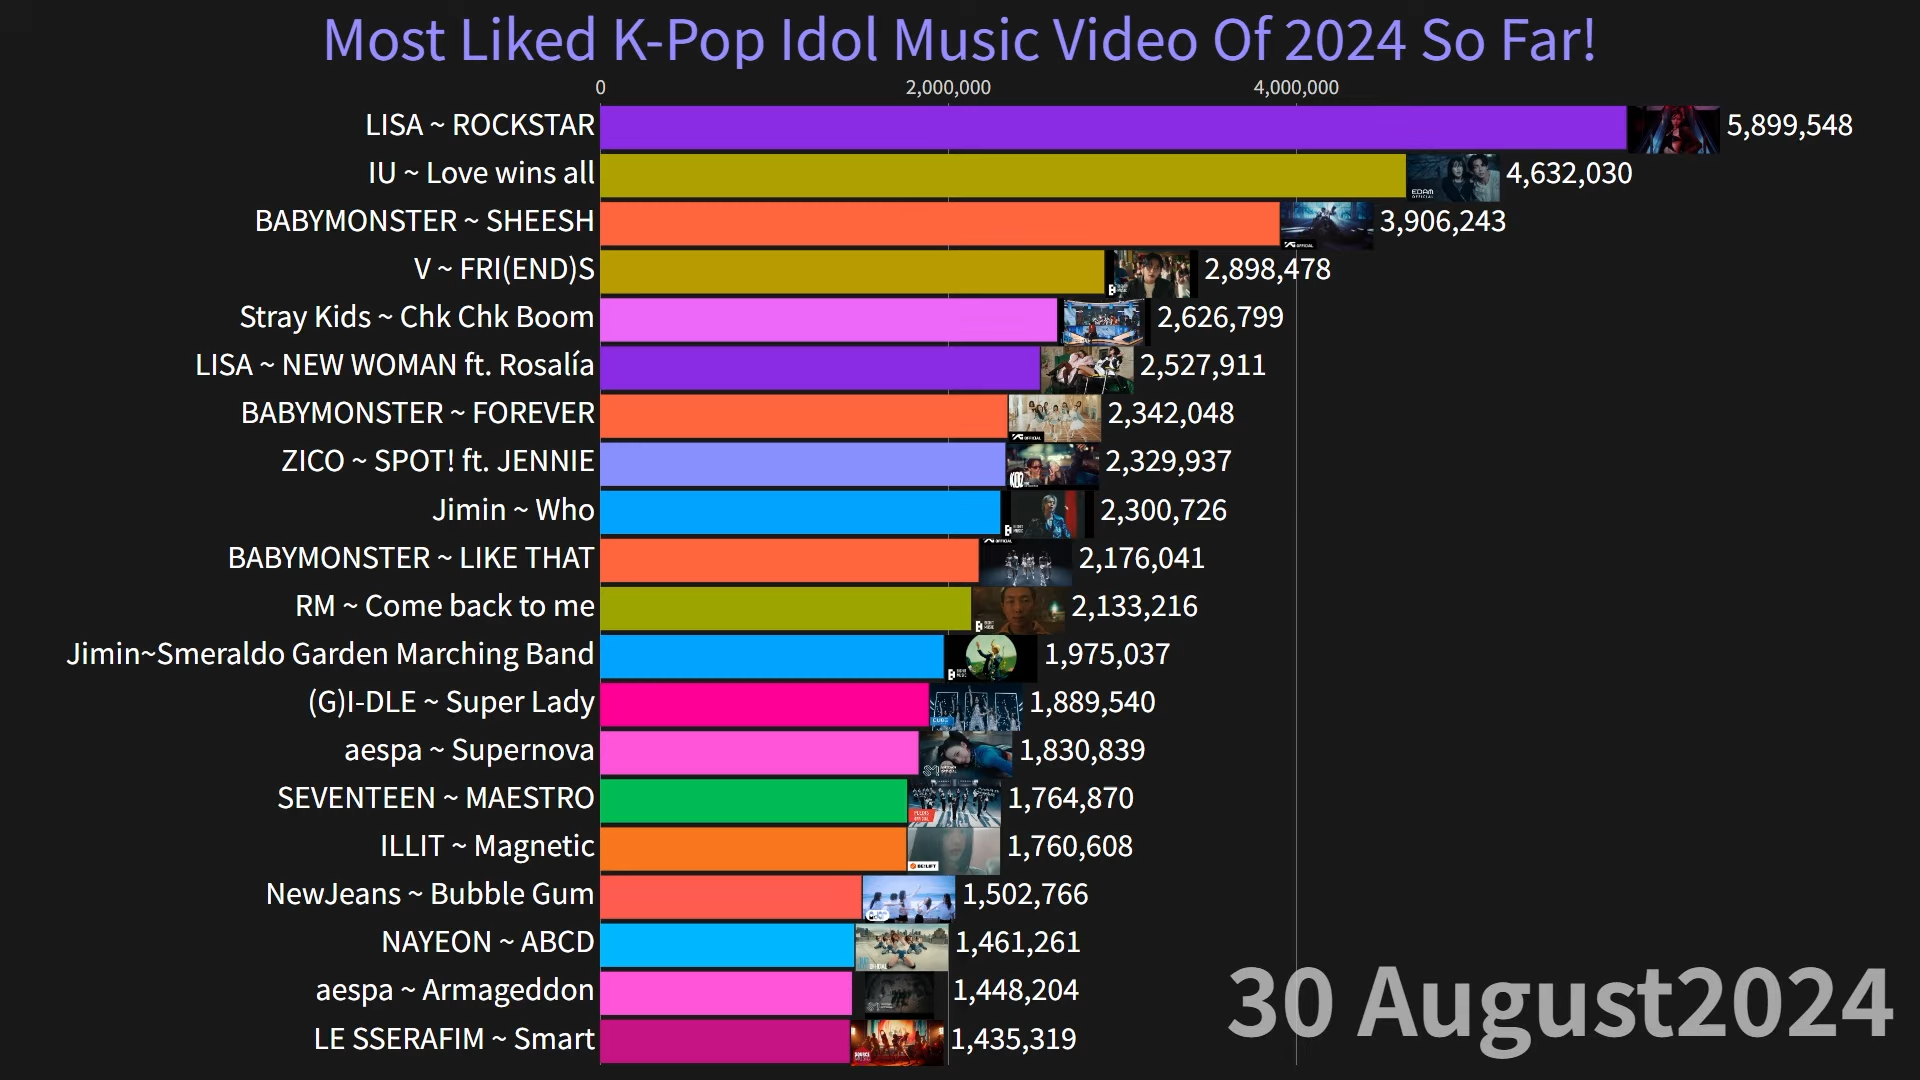 Most Liked K-Pop Idol Music Video Of 2024 So Far!
0 2,000,000 4,000,000
LISA ~ ROCKSTAR 5,899,548
IU ~ Love wins all 4,632,030
BABYMONSTER ~ SHEESH 3,906,243
V ~ FRI(END)S 2,898,478
Stray Kids ~ Chk Chk Boom 2,626,799
LISA ~ NEW WOMAN ft. Rosalía 2,527,911
BABYMONSTER ~ FOREVER 2,342,048
ZICO ~ SPOT! ft. JENNIE 2,329,937
Jimin ~ Who 2,300,726
BABYMONSTER ~ LIKE THAT 2,176,041
RM ~ Come back to me 2,133,216
Jimin~Smeraldo Garden Marching Band 1,975,037
(G)I-DLE ~ Super Lady 1,889,540
aespa ~ Supernova 1,830,839
SEVENTEEN ~ MAESTRO 1,764,870
ILLIT ~ Magnetic 1,760,608
NewJeans ~ Bubble Gum 1,502,766
NAYEON ~ ABCD 1,461,261
aespa ~ Armageddon 1,448,204
LE SSERAFIM ~ Smart 1,435,319
30 August2024